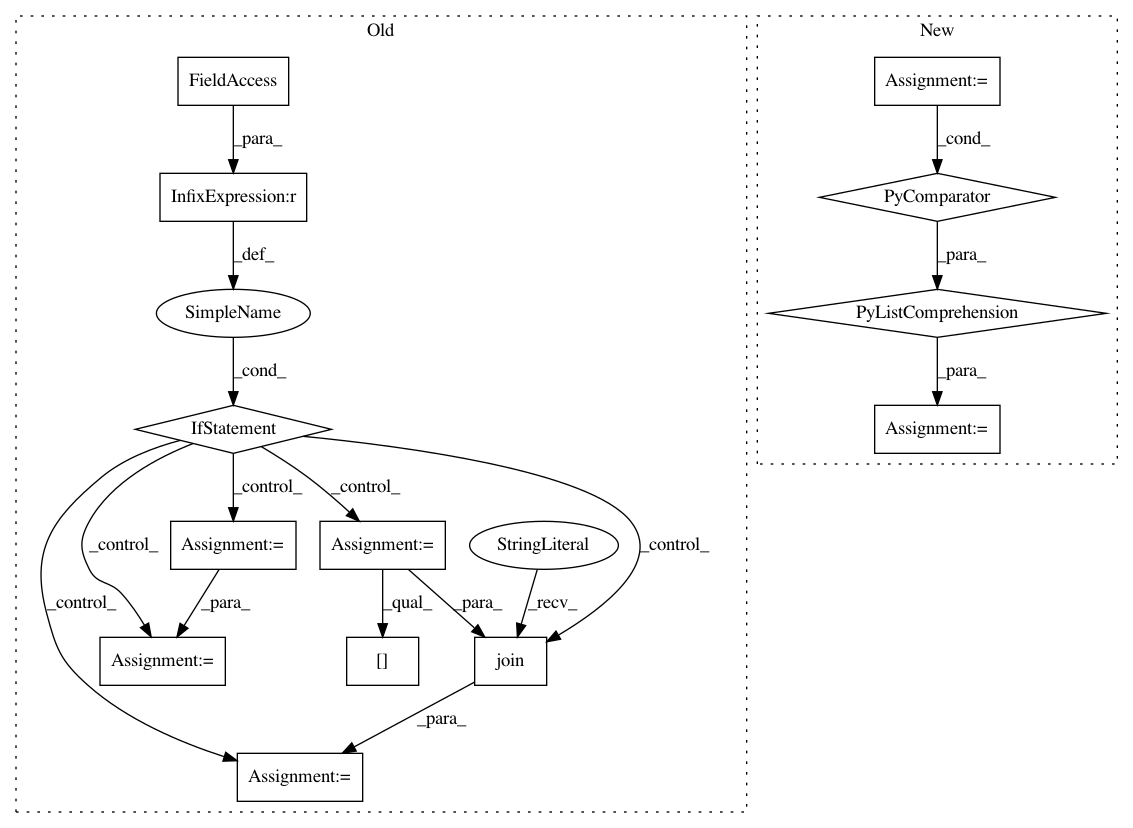 Old
New
FieldAccess
Assignment:=
_para_
_cond_
InfixExpression:r
PyComparator
_def_
_para_
SimpleName
PyListComprehension
_cond_
_para_
IfStatement
Assignment:=
_control_
_control_
_control_
_control_
_control_
Assignment:=
Assignment:=
StringLiteral
_para_
_qual_
_para_
_recv_
Assignment:=
[]
join
_para_
Assignment:=